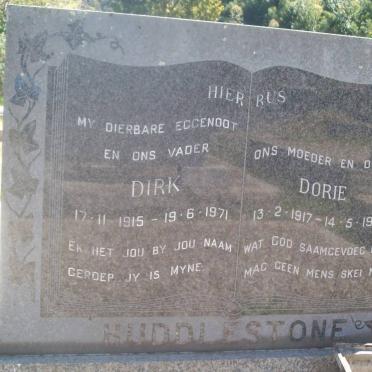 HIER RUS
MY DIERBARE EGGENOOT
EN ONS VADER
DIRK
17·11·1915 – 19·6·1971
EK HET JOU BY JOU NAAM
GEROEP. JY IS MYNE.
ONS MOEDER EN O
DORIE
13·2·1917 – 14·5·19
WAT GOD SAAMGEVOEG
MAG GEEN MENS SKEI
HUDDLESTONE